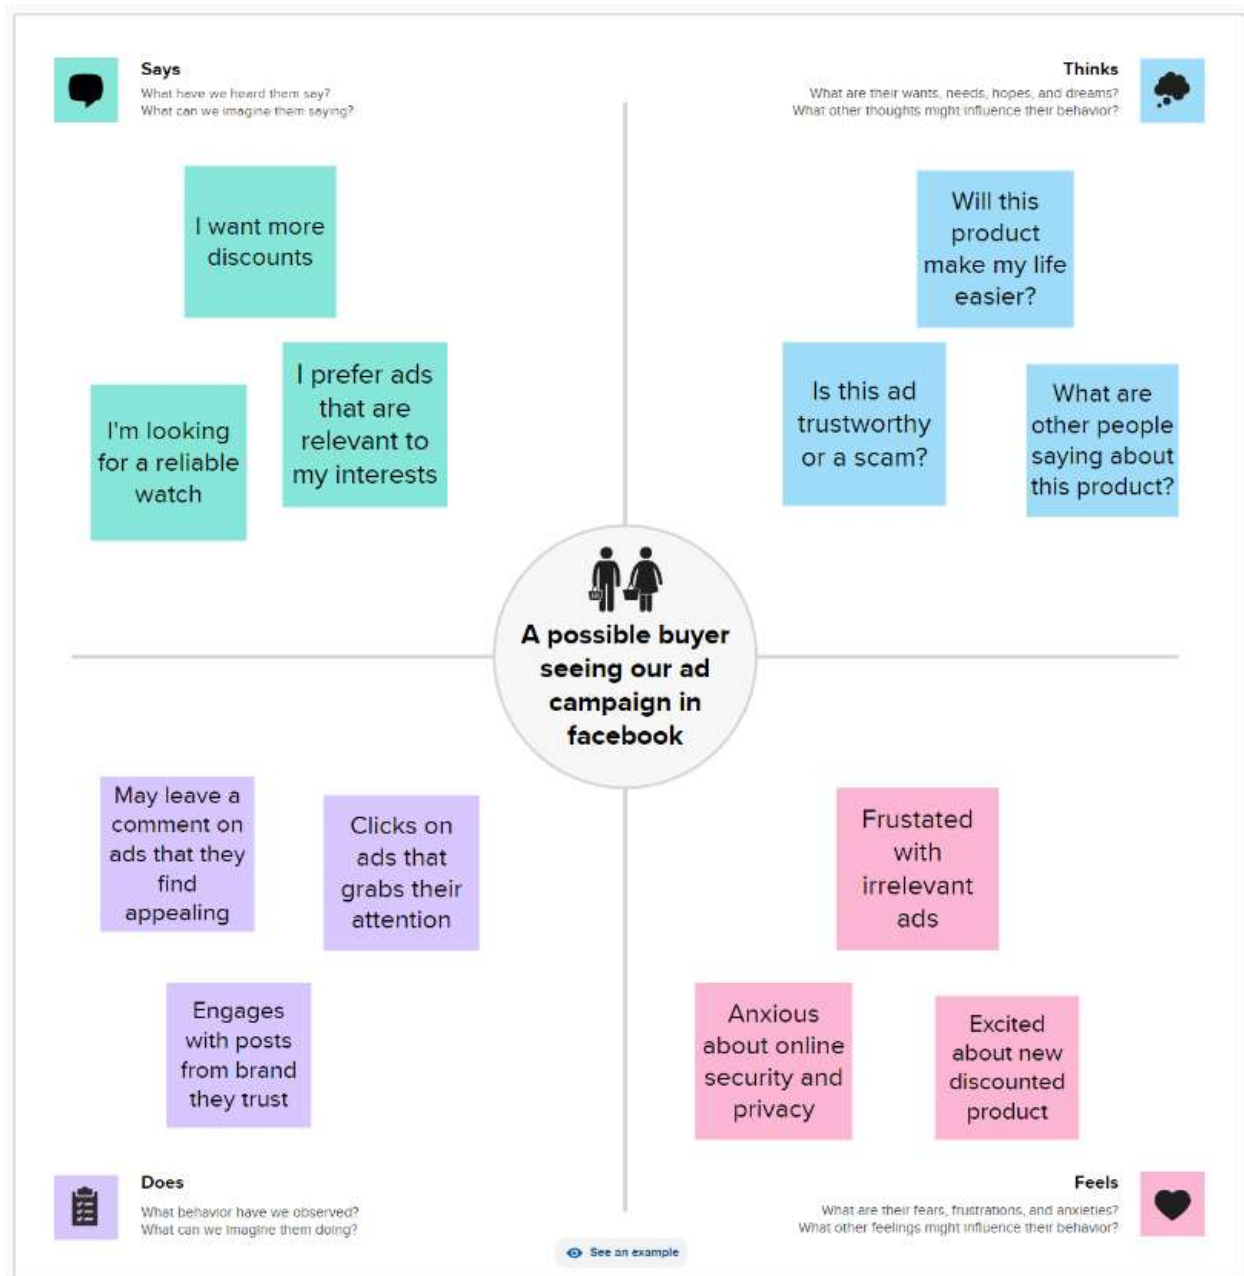 Says
What have we heard them say?
What can we imagine them saying?
Thinks
What are their wants, needs, hopes, and dreams?
What other thoughts might influence their behavior?
I want more
discounts
I'm looking
for a reliable
watch
I prefer ads
that are
relevant to
my interests
Will this
product
make my life
easier?
Is this ad
trustworthy
or a scam?
What are
other people
saying about
this product?
A possible buyer
seeing our ad
campaign in
facebook
May leave a
comment on
ads that they
find
appealing
Clicks on
ads that
grabs their
attention
Engages
with posts
from brand
they trust
Frustated
with
irrelevant
ads
Anxious
about online
security and
privacy
Excited
about new
discounted
product
Does
What behavior have we observed?
What can we imagine them doing?
Feels
What are their fears, frustrations, and anxieties?
What other feelings might influence their behavior?
See an example